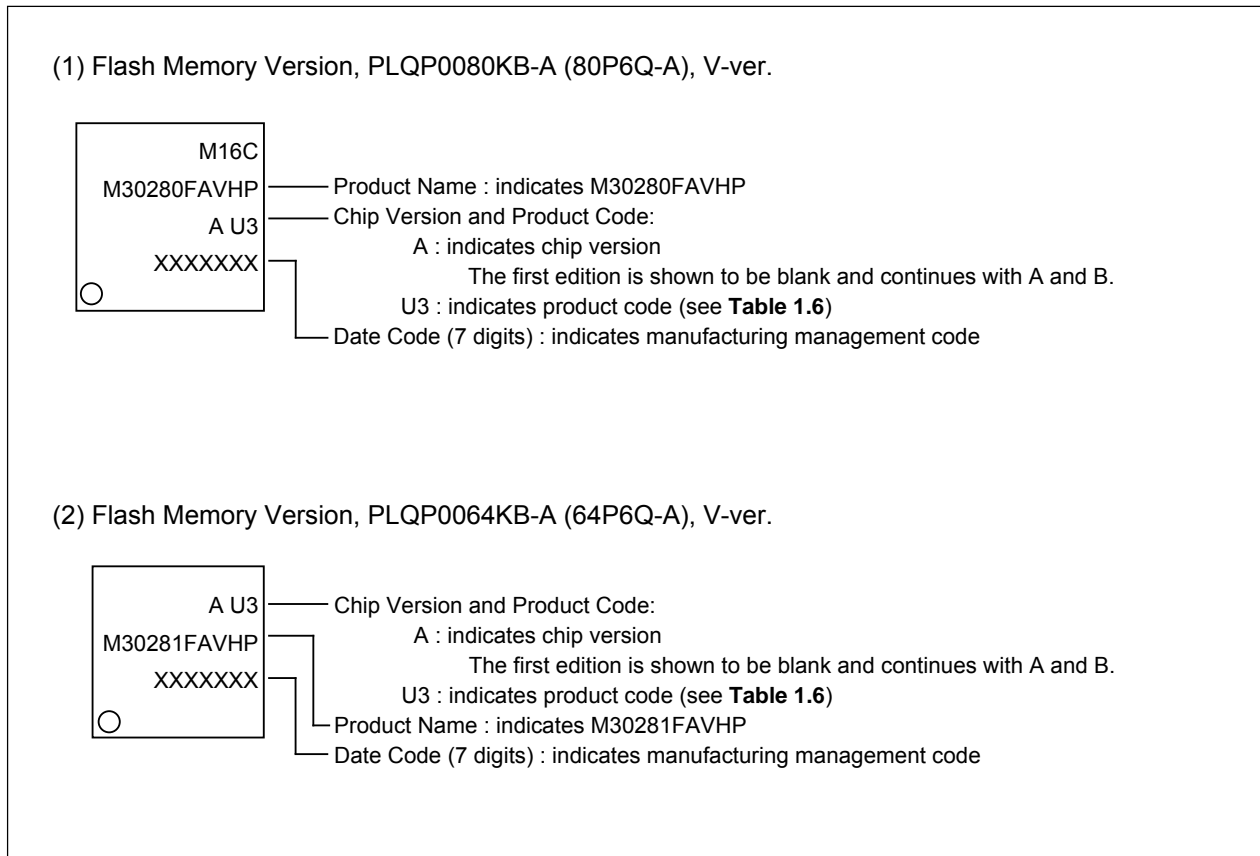 (1) Flash Memory Version, PLQP0080KB-A (80P6Q-A), V-ver.
M16C
M30280FAVHP
A U3
XXXXXXX
Product Name : indicates M30280FAVHP
Chip Version and Product Code:
A : indicates chip version
The first edition is shown to be blank and continues with A and B.
U3 : indicates product code (see Table 1.6)
Date Code (7 digits) : indicates manufacturing management code
(2) Flash Memory Version, PLQP0064KB-A (64P6Q-A), V-ver.
A U3
M30281FAVHP
XXXXXXX
Chip Version and Product Code:
A : indicates chip version
The first edition is shown to be blank and continues with A and B.
U3 : indicates product code (see Table 1.6)
Product Name : indicates M30281FAVHP
Date Code (7 digits) : indicates manufacturing management code